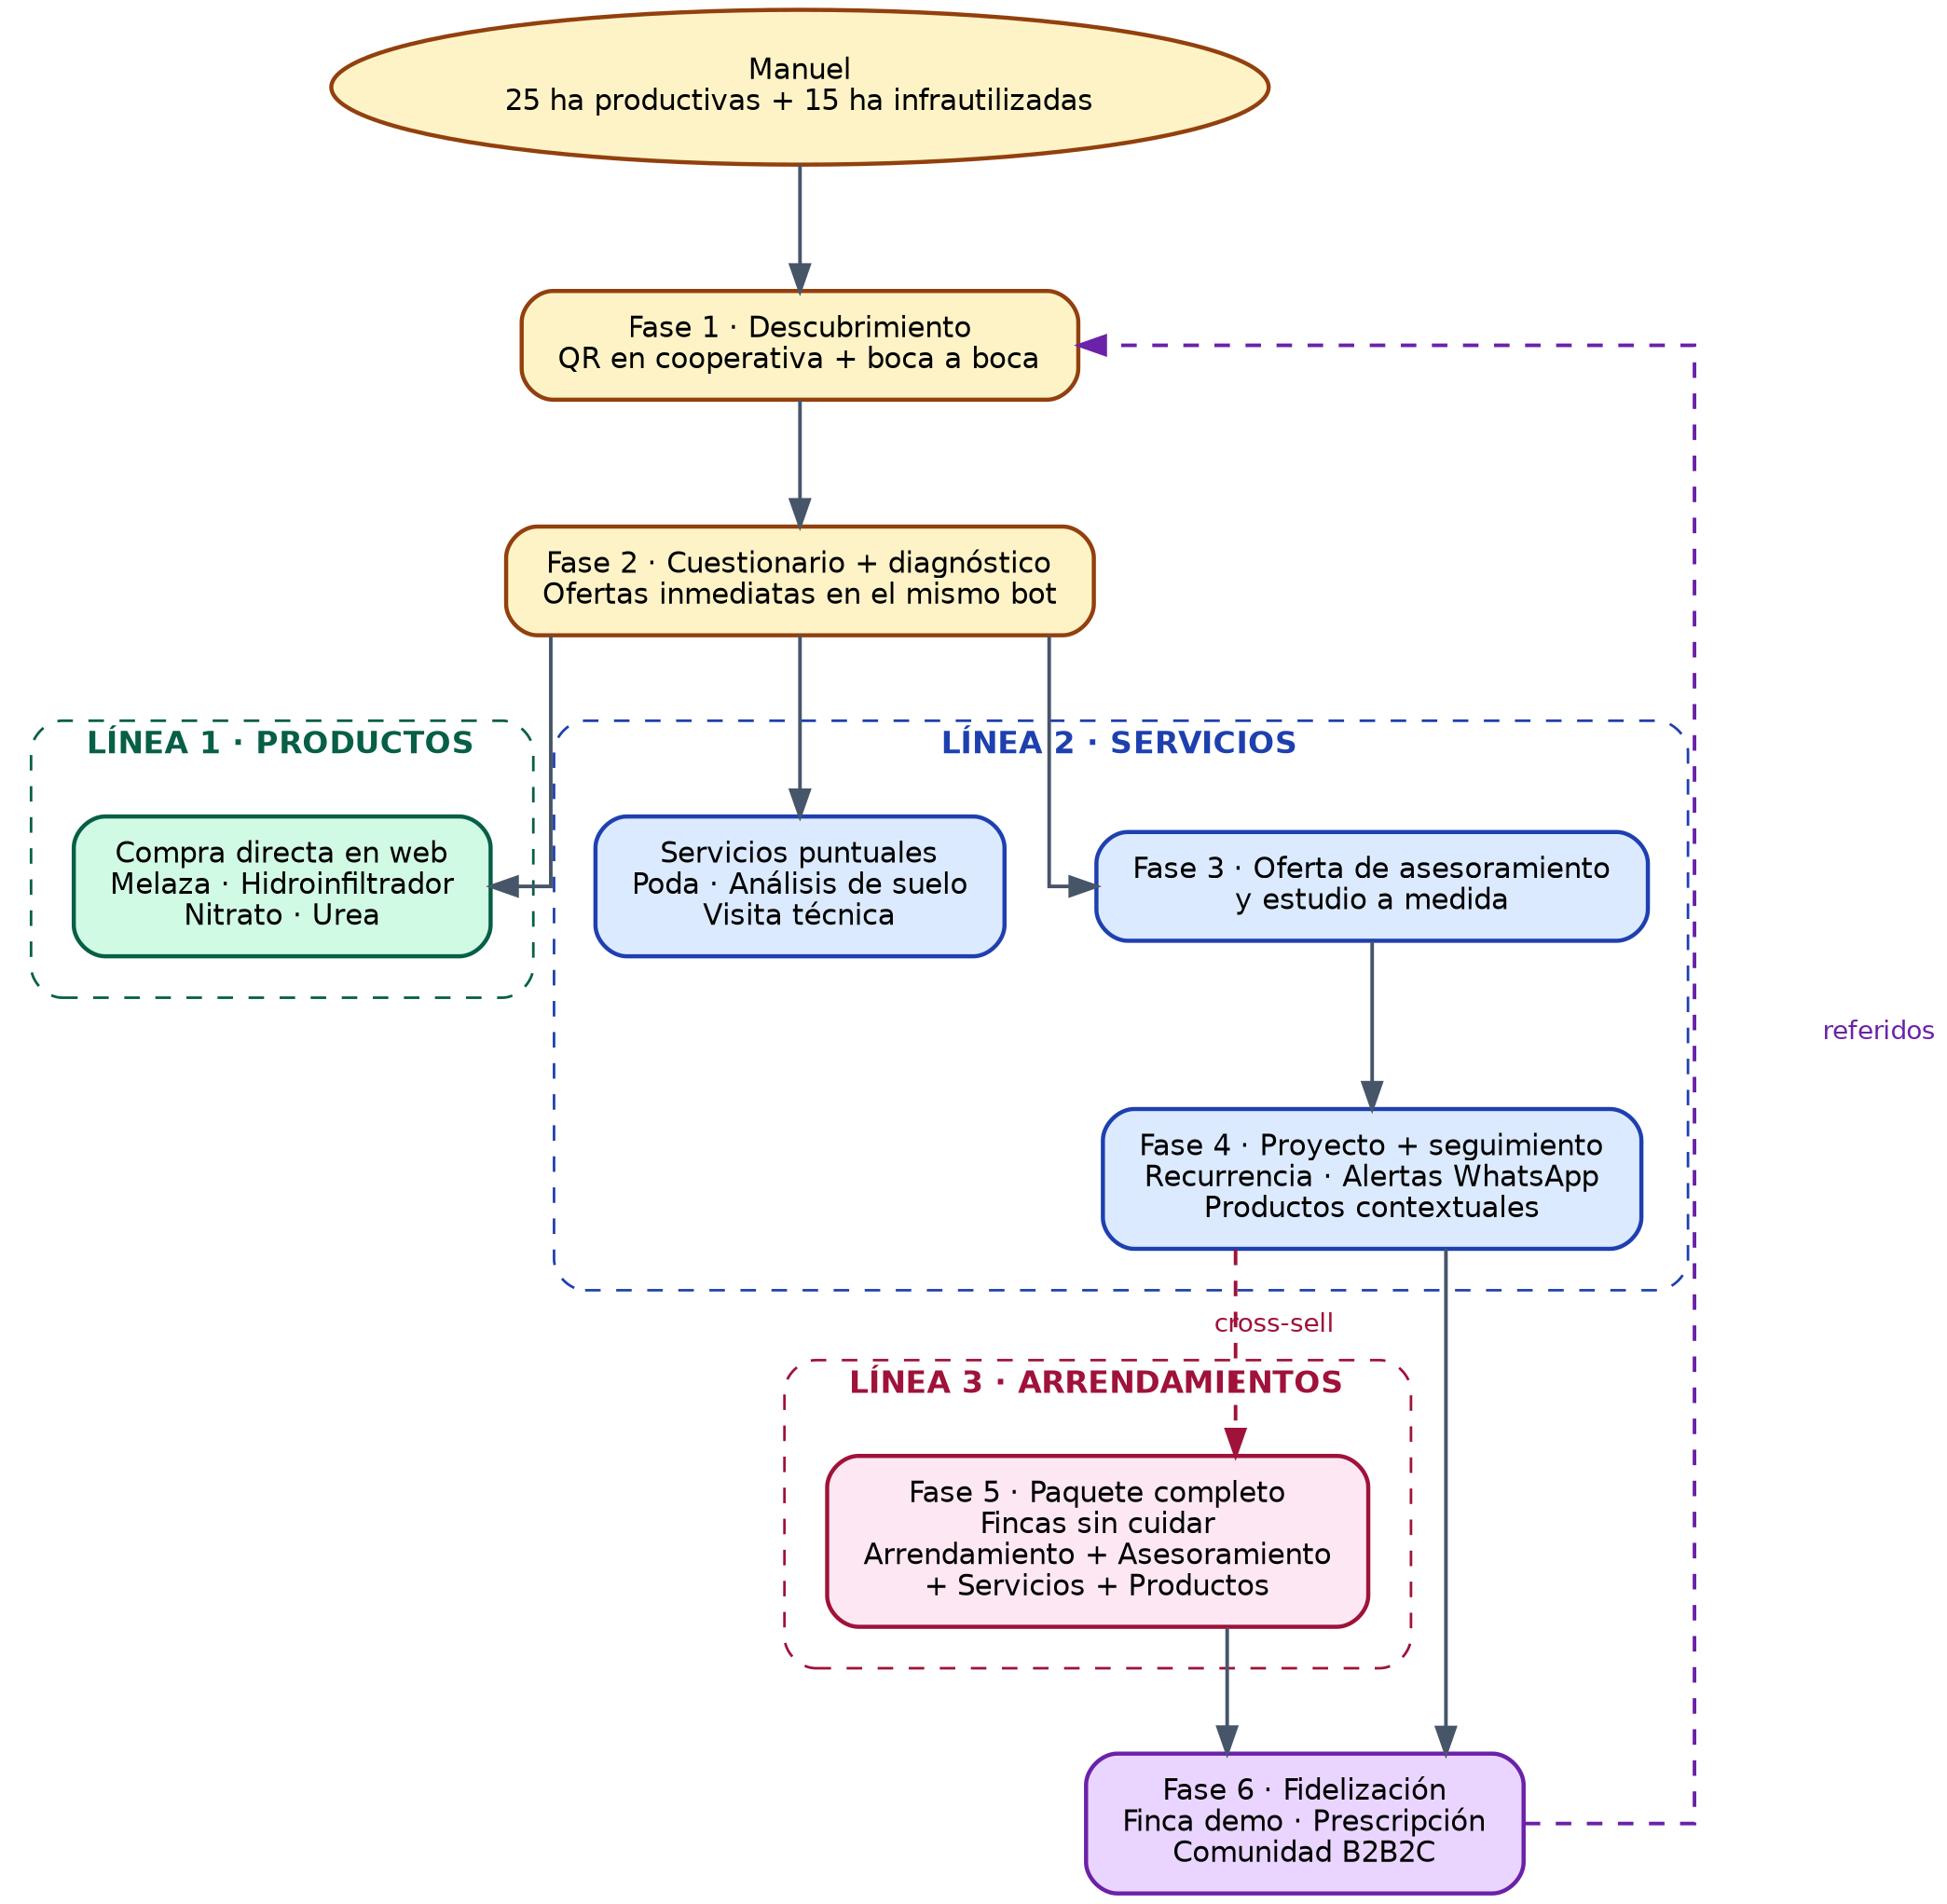 Manuel
25 ha productivas + 15 ha infrautilizadas
Fase 1 · Descubrimiento
QR en cooperativa + boca a boca
Fase 2 · Cuestionario + diagnóstico
Ofertas inmediatas en el mismo bot
LÍNEA 1 · PRODUCTOS
Compra directa en web
Melaza · Hidroinfiltrador
Nitrato · Urea
LÍNEA 2 · SERVICIOS
Servicios puntuales
Poda · Análisis de suelo
Visita técnica
Fase 3 · Oferta de asesoramiento
y estudio a medida
referidos
Fase 4 · Proyecto + seguimiento
Recurrencia · Alertas WhatsApp
Productos contextuales
cross-sell
LÍNEA 3 · ARRENDAMIENTOS
Fase 5 · Paquete completo
Fincas sin cuidar
Arrendamiento + Asesoramiento
+ Servicios + Productos
Fase 6 · Fidelización
Finca demo · Prescripción
Comunidad B2B2C